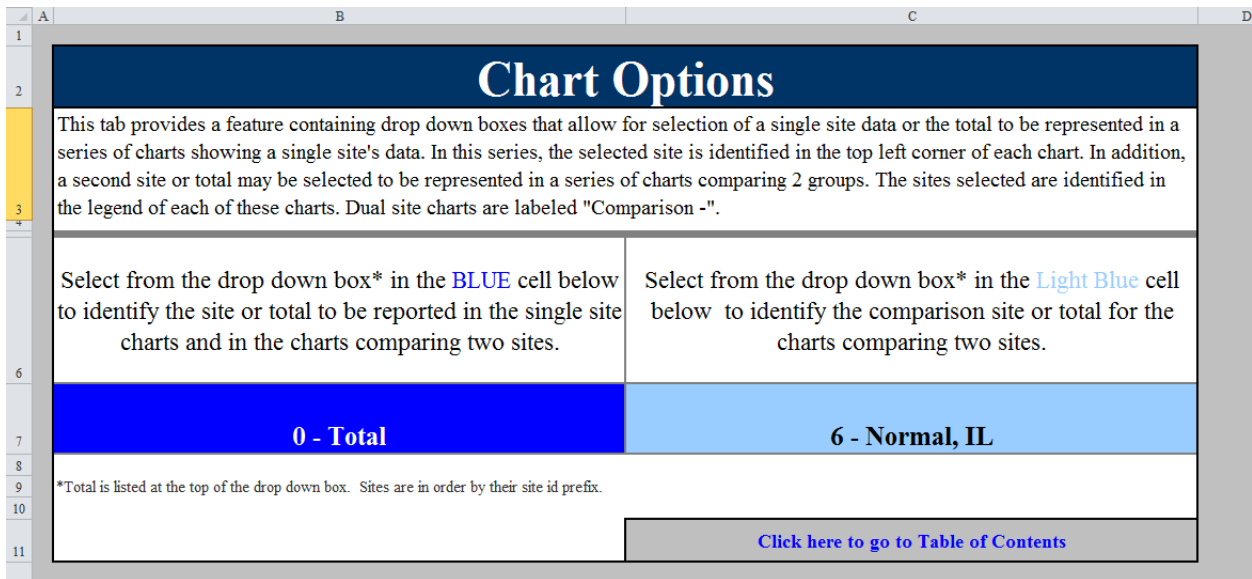 A B C D
1
2 Chart Options
This tab provides a feature containing drop down boxes that allow for selection of a single site data or the total to be represented in a
series of charts showing a single site's data. In this series, the selected site is identified in the top left corner of each chart. In addition,
a second site or total may be selected to be represented in a series of charts comparing 2 groups. The sites selected are identified in
3 the legend of each of these charts. Dual site charts are labeled "Comparison -".
4
Select from the drop down box* in the BLUE cell below
to identify the site or total to be reported in the single site
charts and in the charts comparing two sites.
Select from the drop down box* in the Light Blue cell
below  to identify the comparison site or total for the
charts comparing two sites.
6
7 0 - Total 6 - Normal, IL
8
9 *Total is listed at the top of the drop down box.  Sites are in order by their site id prefix.
10
11 Click here to go to Table of Contents